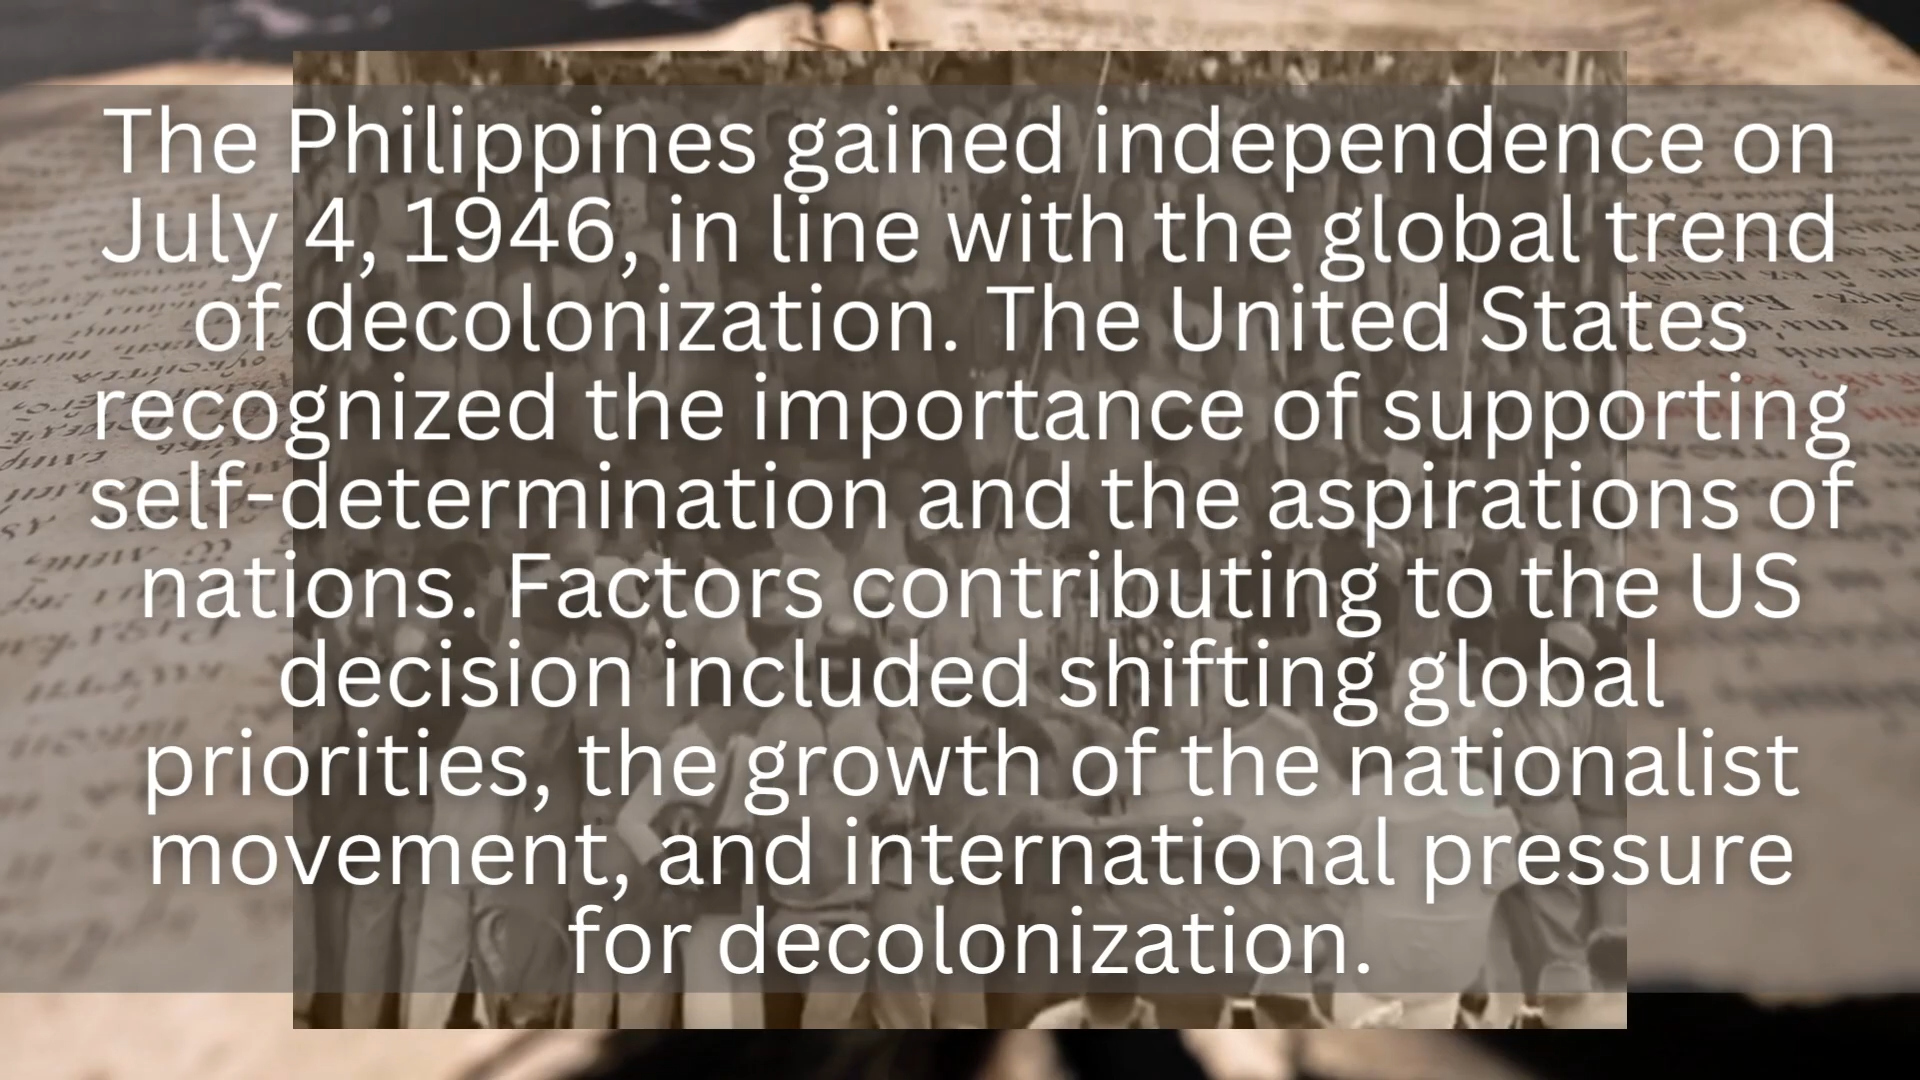 The Philippines gained independence on
July 4, 1946, in line with the global trend
of decolonization. The United States
recognized the importance of supporting
self-determination and the aspirations of
nations. Factors contributing to the US
decision included shifting global
priorities, the growth of the nationalist
movement, and international pressure
for decolonization.